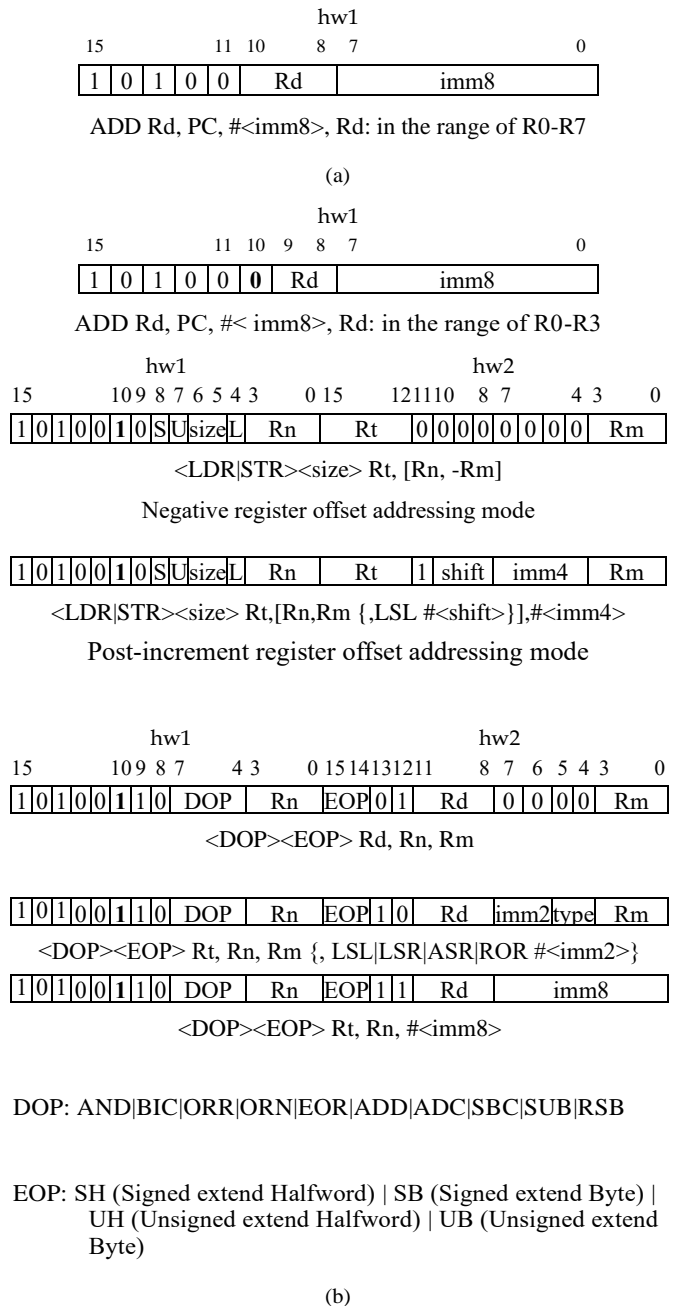 hw1
15 11 10 8 7 0
1 0 1 0 0 Rd imm8
ADD Rd, PC, #<imm8>, Rd: in the range of R0-R7
(a)
hw1
15 11 10 9 8 7 0
1 0 1 0 0 0 Rd imm8
ADD Rd, PC, #< imm8>, Rd: in the range of R0-R3
hw1 hw2
15 10 9 8 7 6 5 4 3 0 15 12 11 10 8 7 4 3 0
1 0 1 0 0 1 0 S U size L Rn Rt 0 0 0 0 0 0 0 0 Rm
<LDR|STR><size> Rt, [Rn, -Rm]
Negative register offset addressing mode
1 0 1 0 0 1 0 S U size L Rn Rt 1 shift imm4 Rm
<LDR|STR><size> Rt,[Rn,Rm {,LSL #<shift>}],#<imm4>
Post-increment register offset addressing mode
hw1 hw2
15 10 9 8 7 4 3 0 15 14 13 12 11 8 7 6 5 4 3 0
1 0 1 0 0 1 1 0 DOP Rn EOP 0 1 Rd 0 0 0 0 Rm
<DOP><EOP> Rd, Rn, Rm
1 0 1 0 0 1 1 0 DOP Rn EOP 1 0 Rd imm2 type Rm
<DOP><EOP> Rt, Rn, Rm {, LSL|LSR|ASR|ROR #<imm2>}
1 0 1 0 0 1 1 0 DOP Rn EOP 1 1 Rd imm8
<DOP><EOP> Rt, Rn, #<imm8>
DOP: AND|BIC|ORR|ORN|EOR|ADD|ADC|SBC|SUB|RSB
EOP: SH (Signed extend Halfword) | SB (Signed extend Byte) |
UH (Unsigned extend Halfword) | UB (Unsigned extend
Byte)
(b)